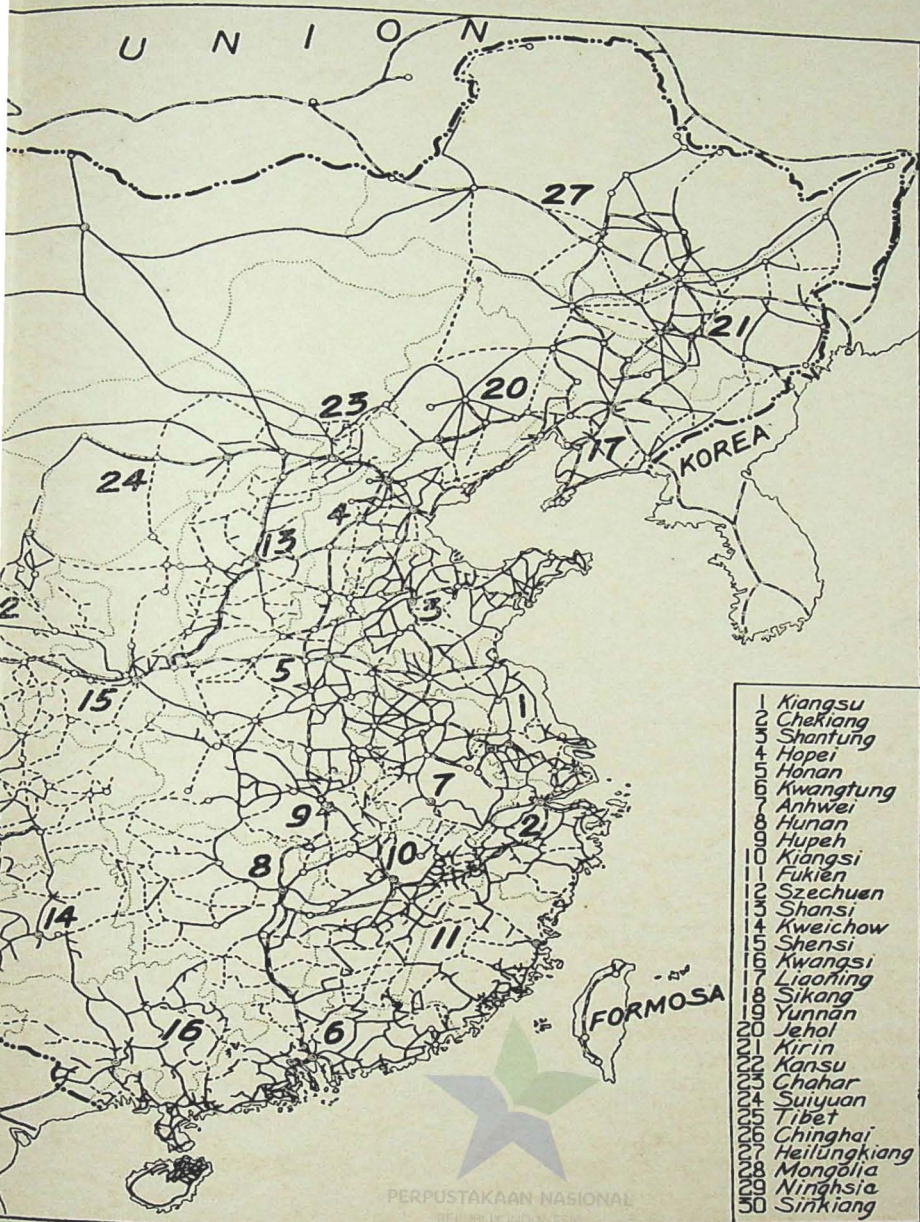 UNION
27
21
23
20
17
KOREA
24
4
13
2
3
5
15
1
7
9
2
10
8
14
11
FORMOSA
16
6
1 Kiangsu
2 Chekiang
3 Shantung
4 Hopei
5 Honan
6 Kwangtung
7 Anhwei
8 Hunan
9 Hupeh
10 Kiangsi
11 Fukien
12 Szechuen
13 Shansi
14 Kweichow
15 Shensi
16 Kwangsi
17 Liaoning
18 Sikang
19 Yunnan
20 Jehol
21 Kirin
22 Kansu
23 Chahar
24 Suiyuan
25 Tibet
26 Chinghai
27 Heilungkiang
28 Mongolia
29 Ninghsia
30 Sinkiang
PERPUSTAKAAN NASIONAL
REPUBLIK INDONESIA